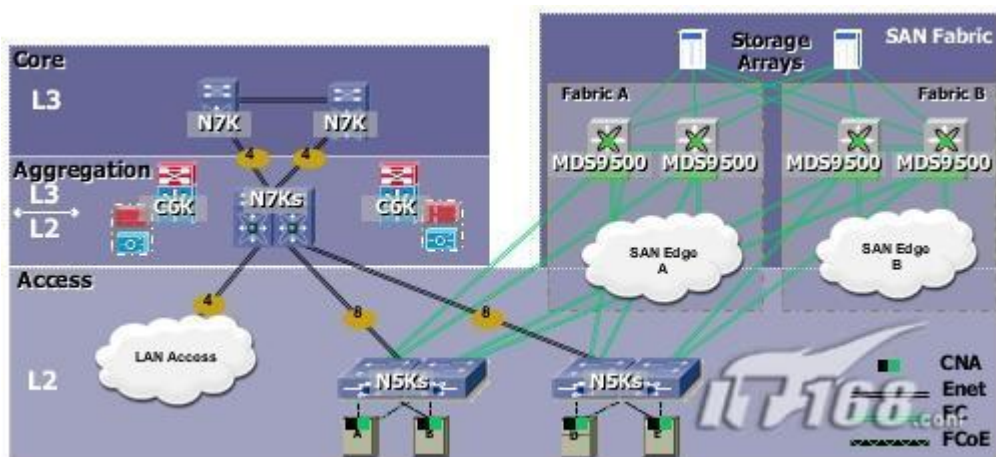 Core
L3
N7K
N7K
4
4
Aggregation
L3
L2
C6K
N7Ks
C6K
Access
L2
4
8
8
LAN Access
N5Ks
N5Ks
A
B
D
E
SAN Fabric
Storage
Arrays
Fabric A
Fabric B
MDS9500
MDS9500
MDS9500
MDS9500
SAN Edge
A
SAN Edge
B
CNA
Enet
FC
FCoE
IT168.com